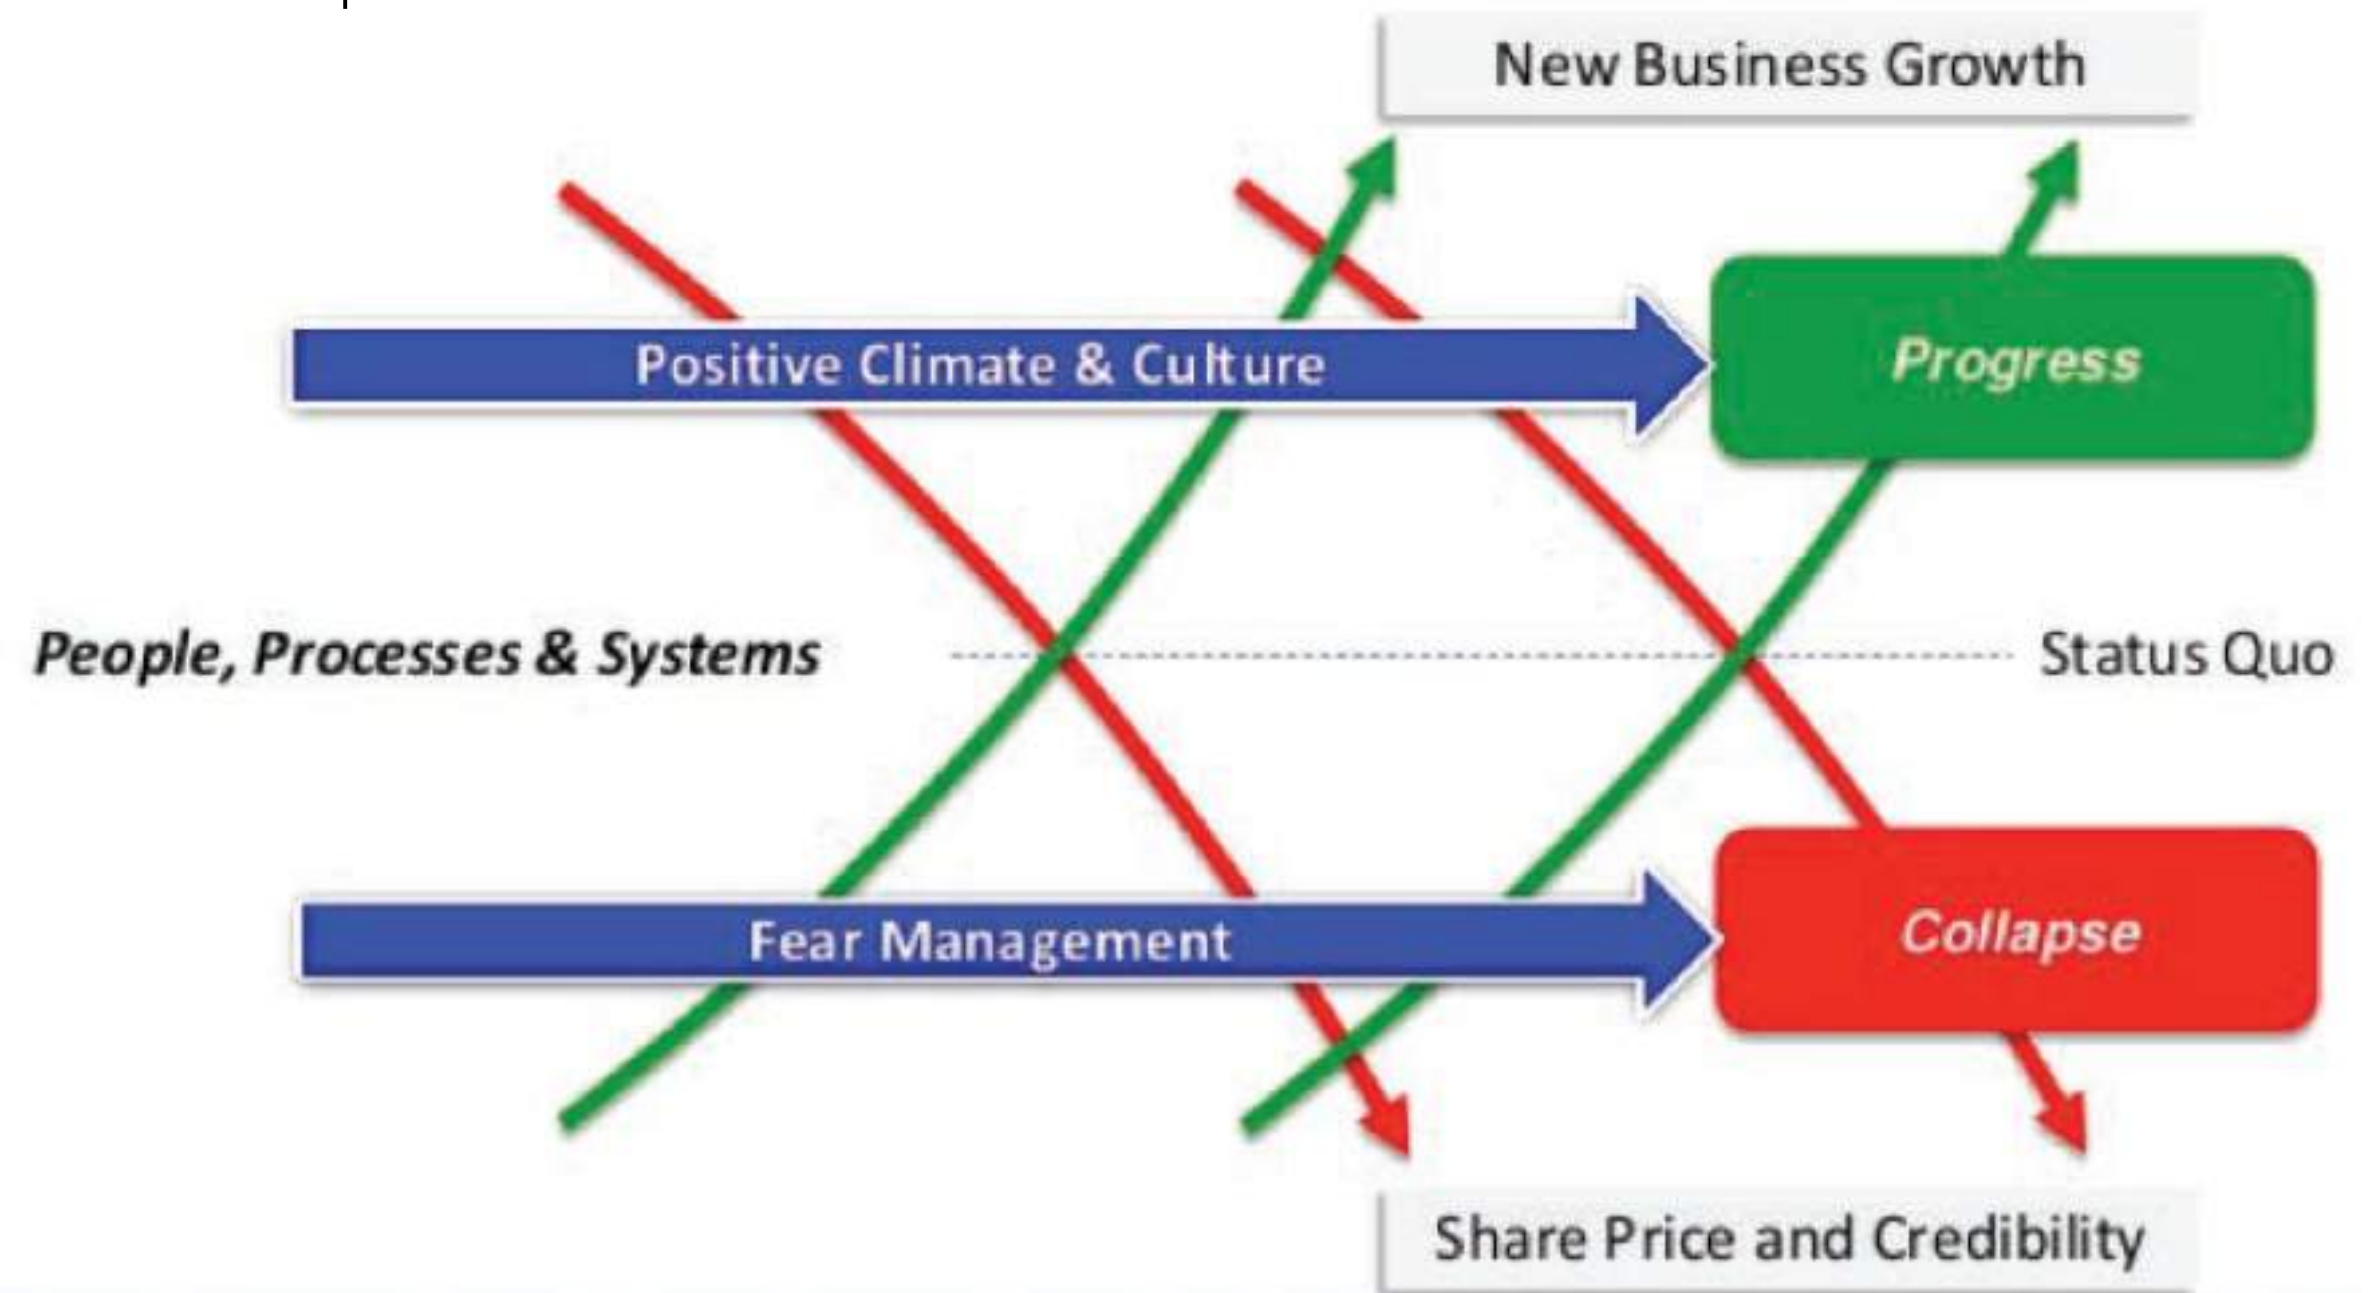 New Business Growth
Positive Climate & Culture
Progress
People, Processes & Systems
Status Quo
Fear Management
Collapse
Share Price and Credibility